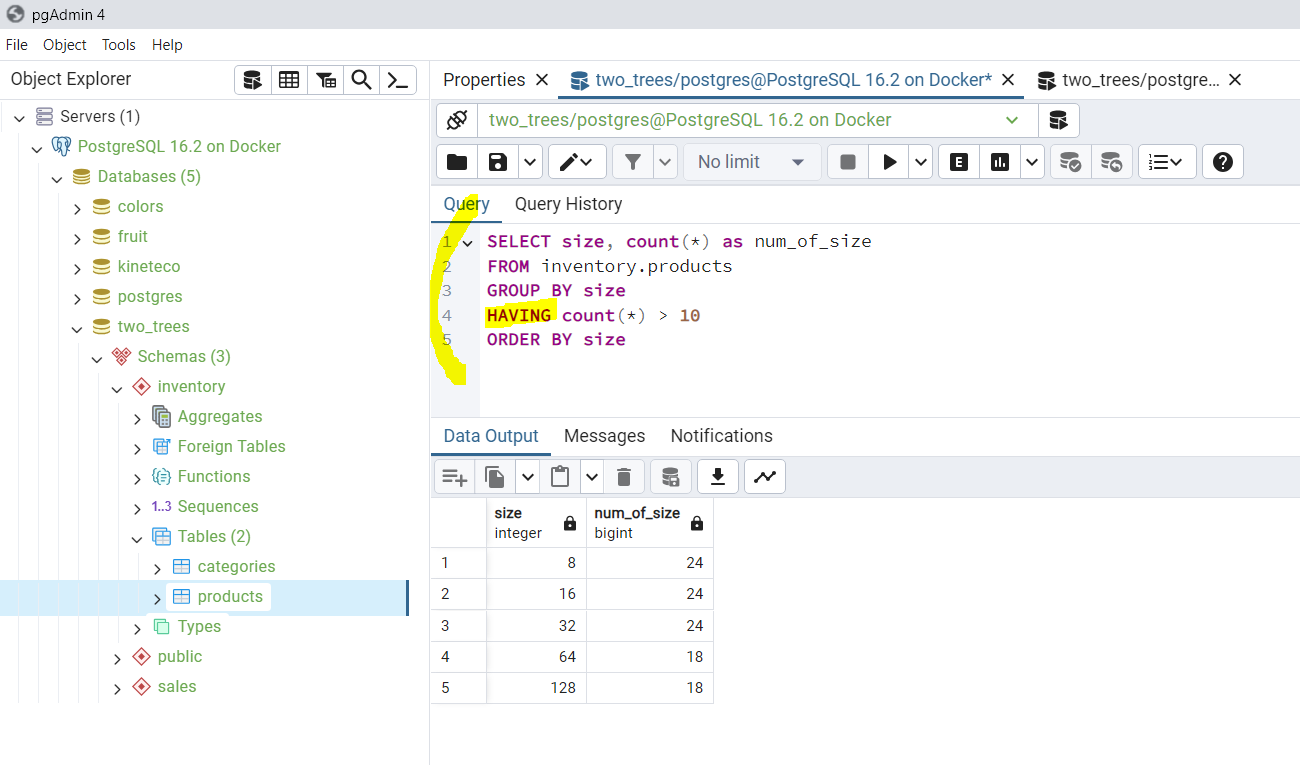 pgAdmin 4
File Object Tools Help
Object Explorer
Servers (1)
PostgreSQL 16.2 on Docker
Databases (5)
colors
fruit
kineteco
postgres
two_trees
Schemas (3)
inventory
Aggregates
Foreign Tables
Functions
1..3 Sequences
Tables (2)
categories
products
Types
public
sales
Properties two_trees/postgres@PostgreSQL 16.2 on Docker* two_trees/postgre...
two_trees/postgres@PostgreSQL 16.2 on Docker
No limit E
Query Query History
1 SELECT size, count(*) as num_of_size
2 FROM inventory.products
3 GROUP BY size
4 HAVING count(*) > 10
5 ORDER BY size
Data Output Messages Notifications
size num_of_size
integer bigint
1 8 24
2 16 24
3 32 24
4 64 18
5 128 18